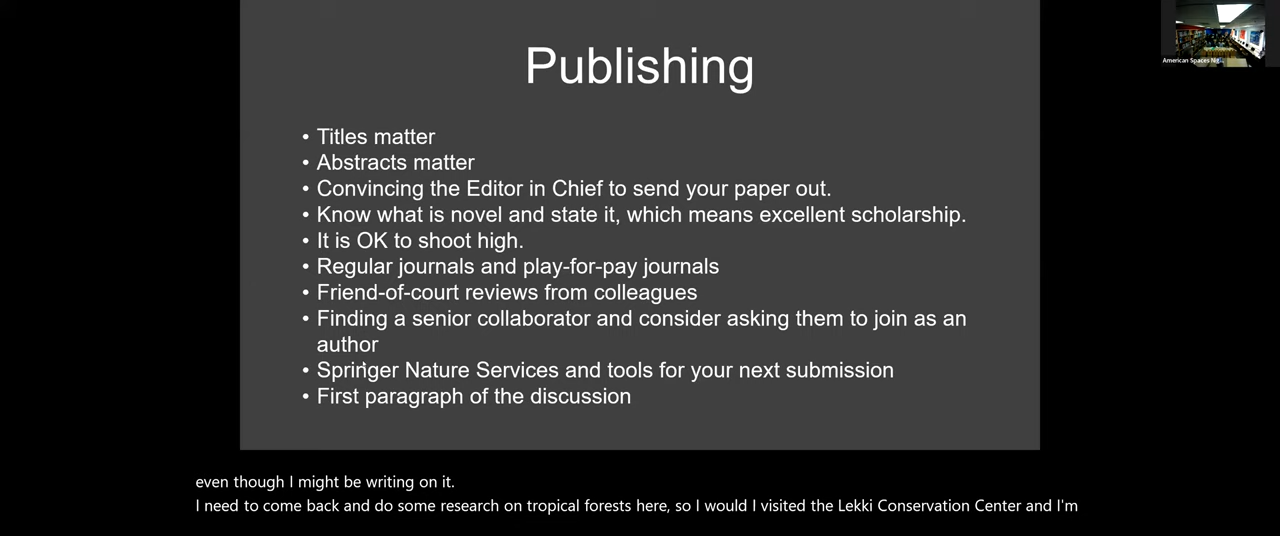 Publishing
• Titles matter
• Abstracts matter
• Convincing the Editor in Chief to send your paper out.
• Know what is novel and state it, which means excellent scholarship.
• It is OK to shoot high.
• Regular journals and play-for-pay journals
• Friend-of-court reviews from colleagues
• Finding a senior collaborator and consider asking them to join as an
author
• Springer Nature Services and tools for your next submission
• First paragraph of the discussion
American Spaces
even though I might be writing on it.
I need to come back and do some research on tropical forests here, so I would I visited the Lekki Conservation Center and I'm